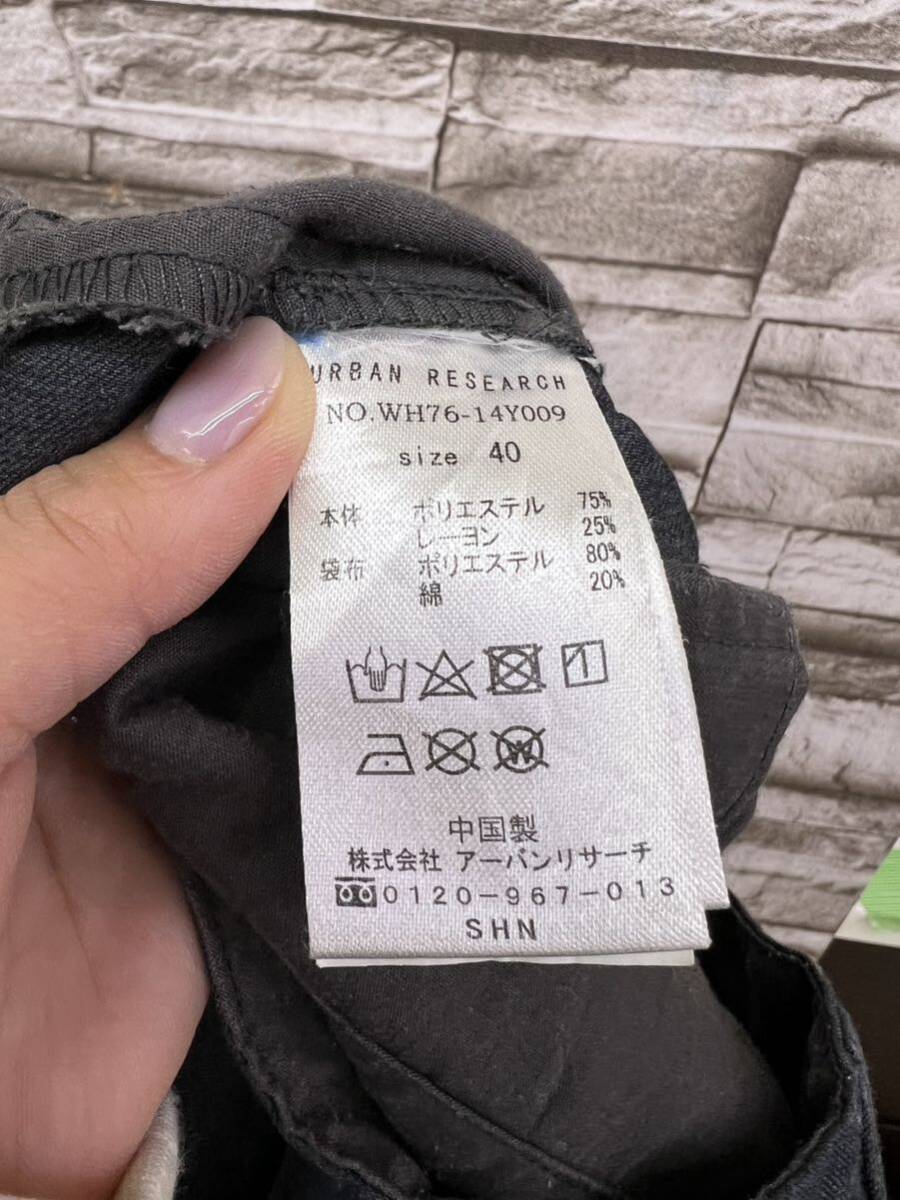 URBAN RESEARCH
NO.WH76-14Y009
size 40
本体 ポリエステル 75%
レーヨン 25%
袋布 ポリエステル 80%
綿 20%
中国製
株式会社 アーバンリサーチ
0120-967-013
SHN